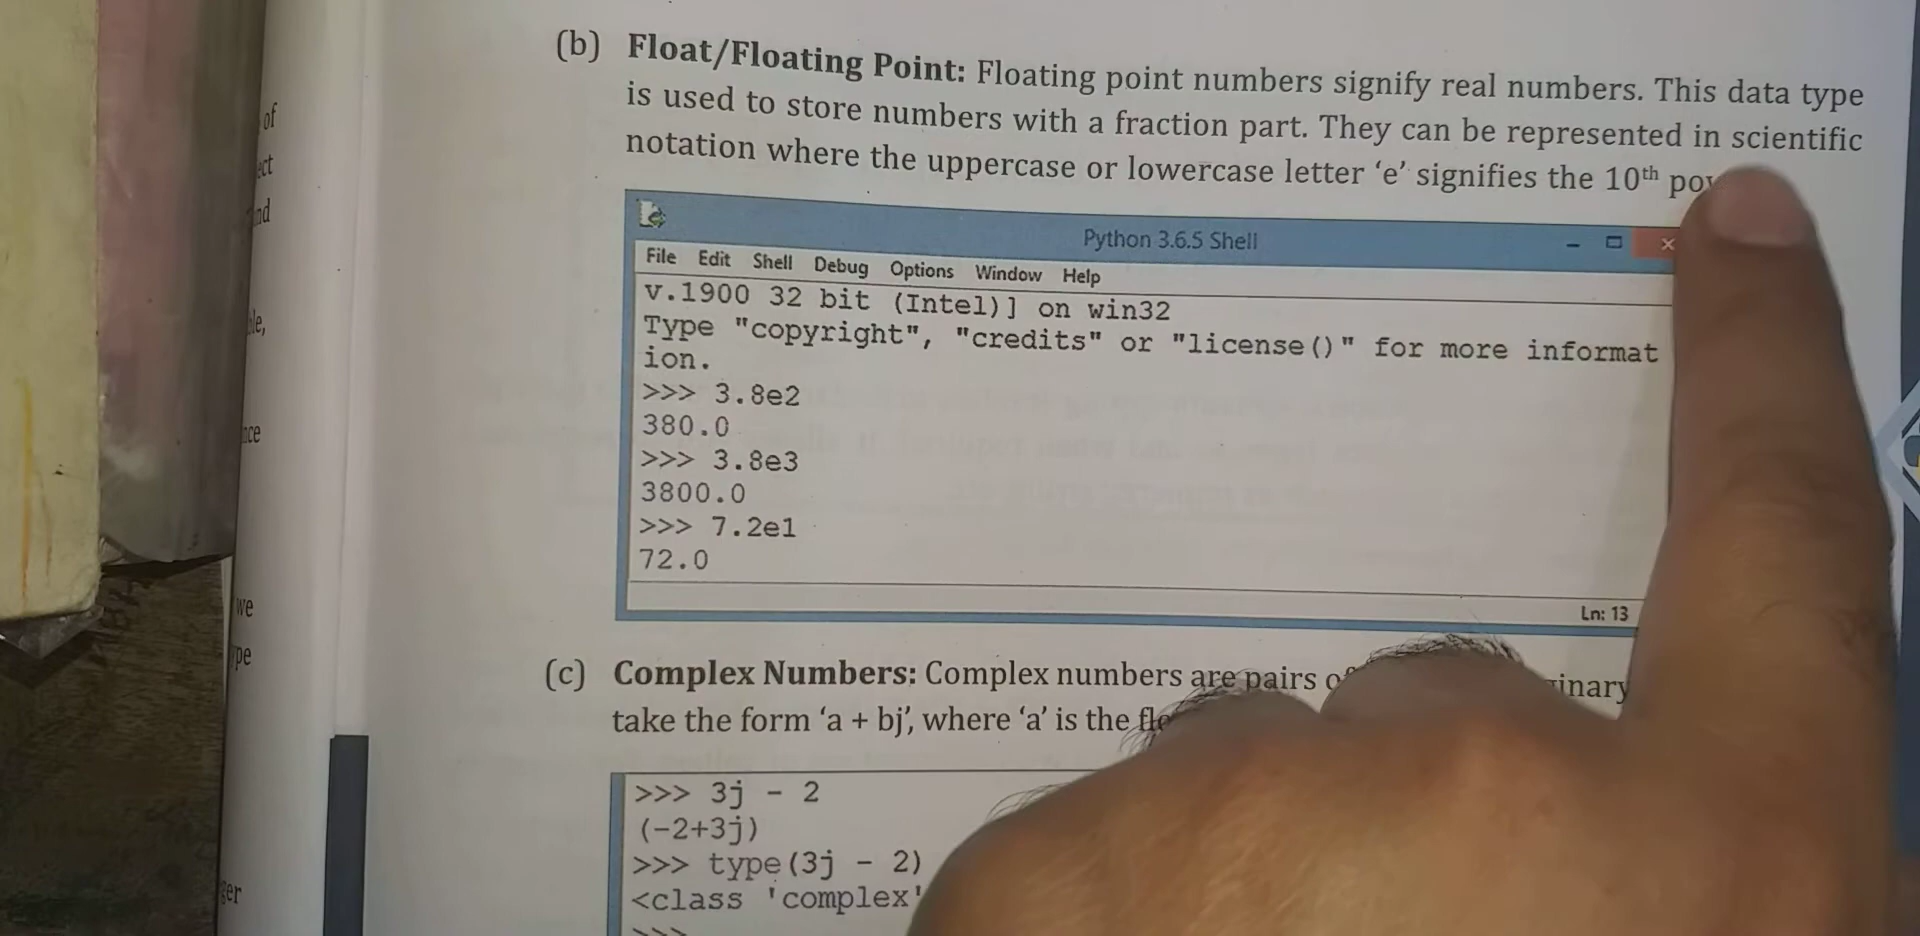 (b) Float/Floating Point: Floating point numbers signify real numbers. This data type
is used to store numbers with a fraction part. They can be represented in scientific
notation where the uppercase or lowercase letter ‘e’ signifies the 10th
Python 3.6.5 Shell
File Edit Shell Debug Options Window Help
v.1900 32 bit (Intel)] on win32
Type "copyright", "credits" or "license()" for more informat
ion.
>>> 3.8e2
380.0
>>> 3.8e3
3800.0
>>> 7.2e1
72.0
Ln: 13
(c) Complex Numbers: Complex numbers are pairs
take the form ‘a + bj’, where ‘a’ is the
>>> 3j - 2
(-2+3j)
>>> type(3j - 2)
<class 'complex'
>>>
of
we